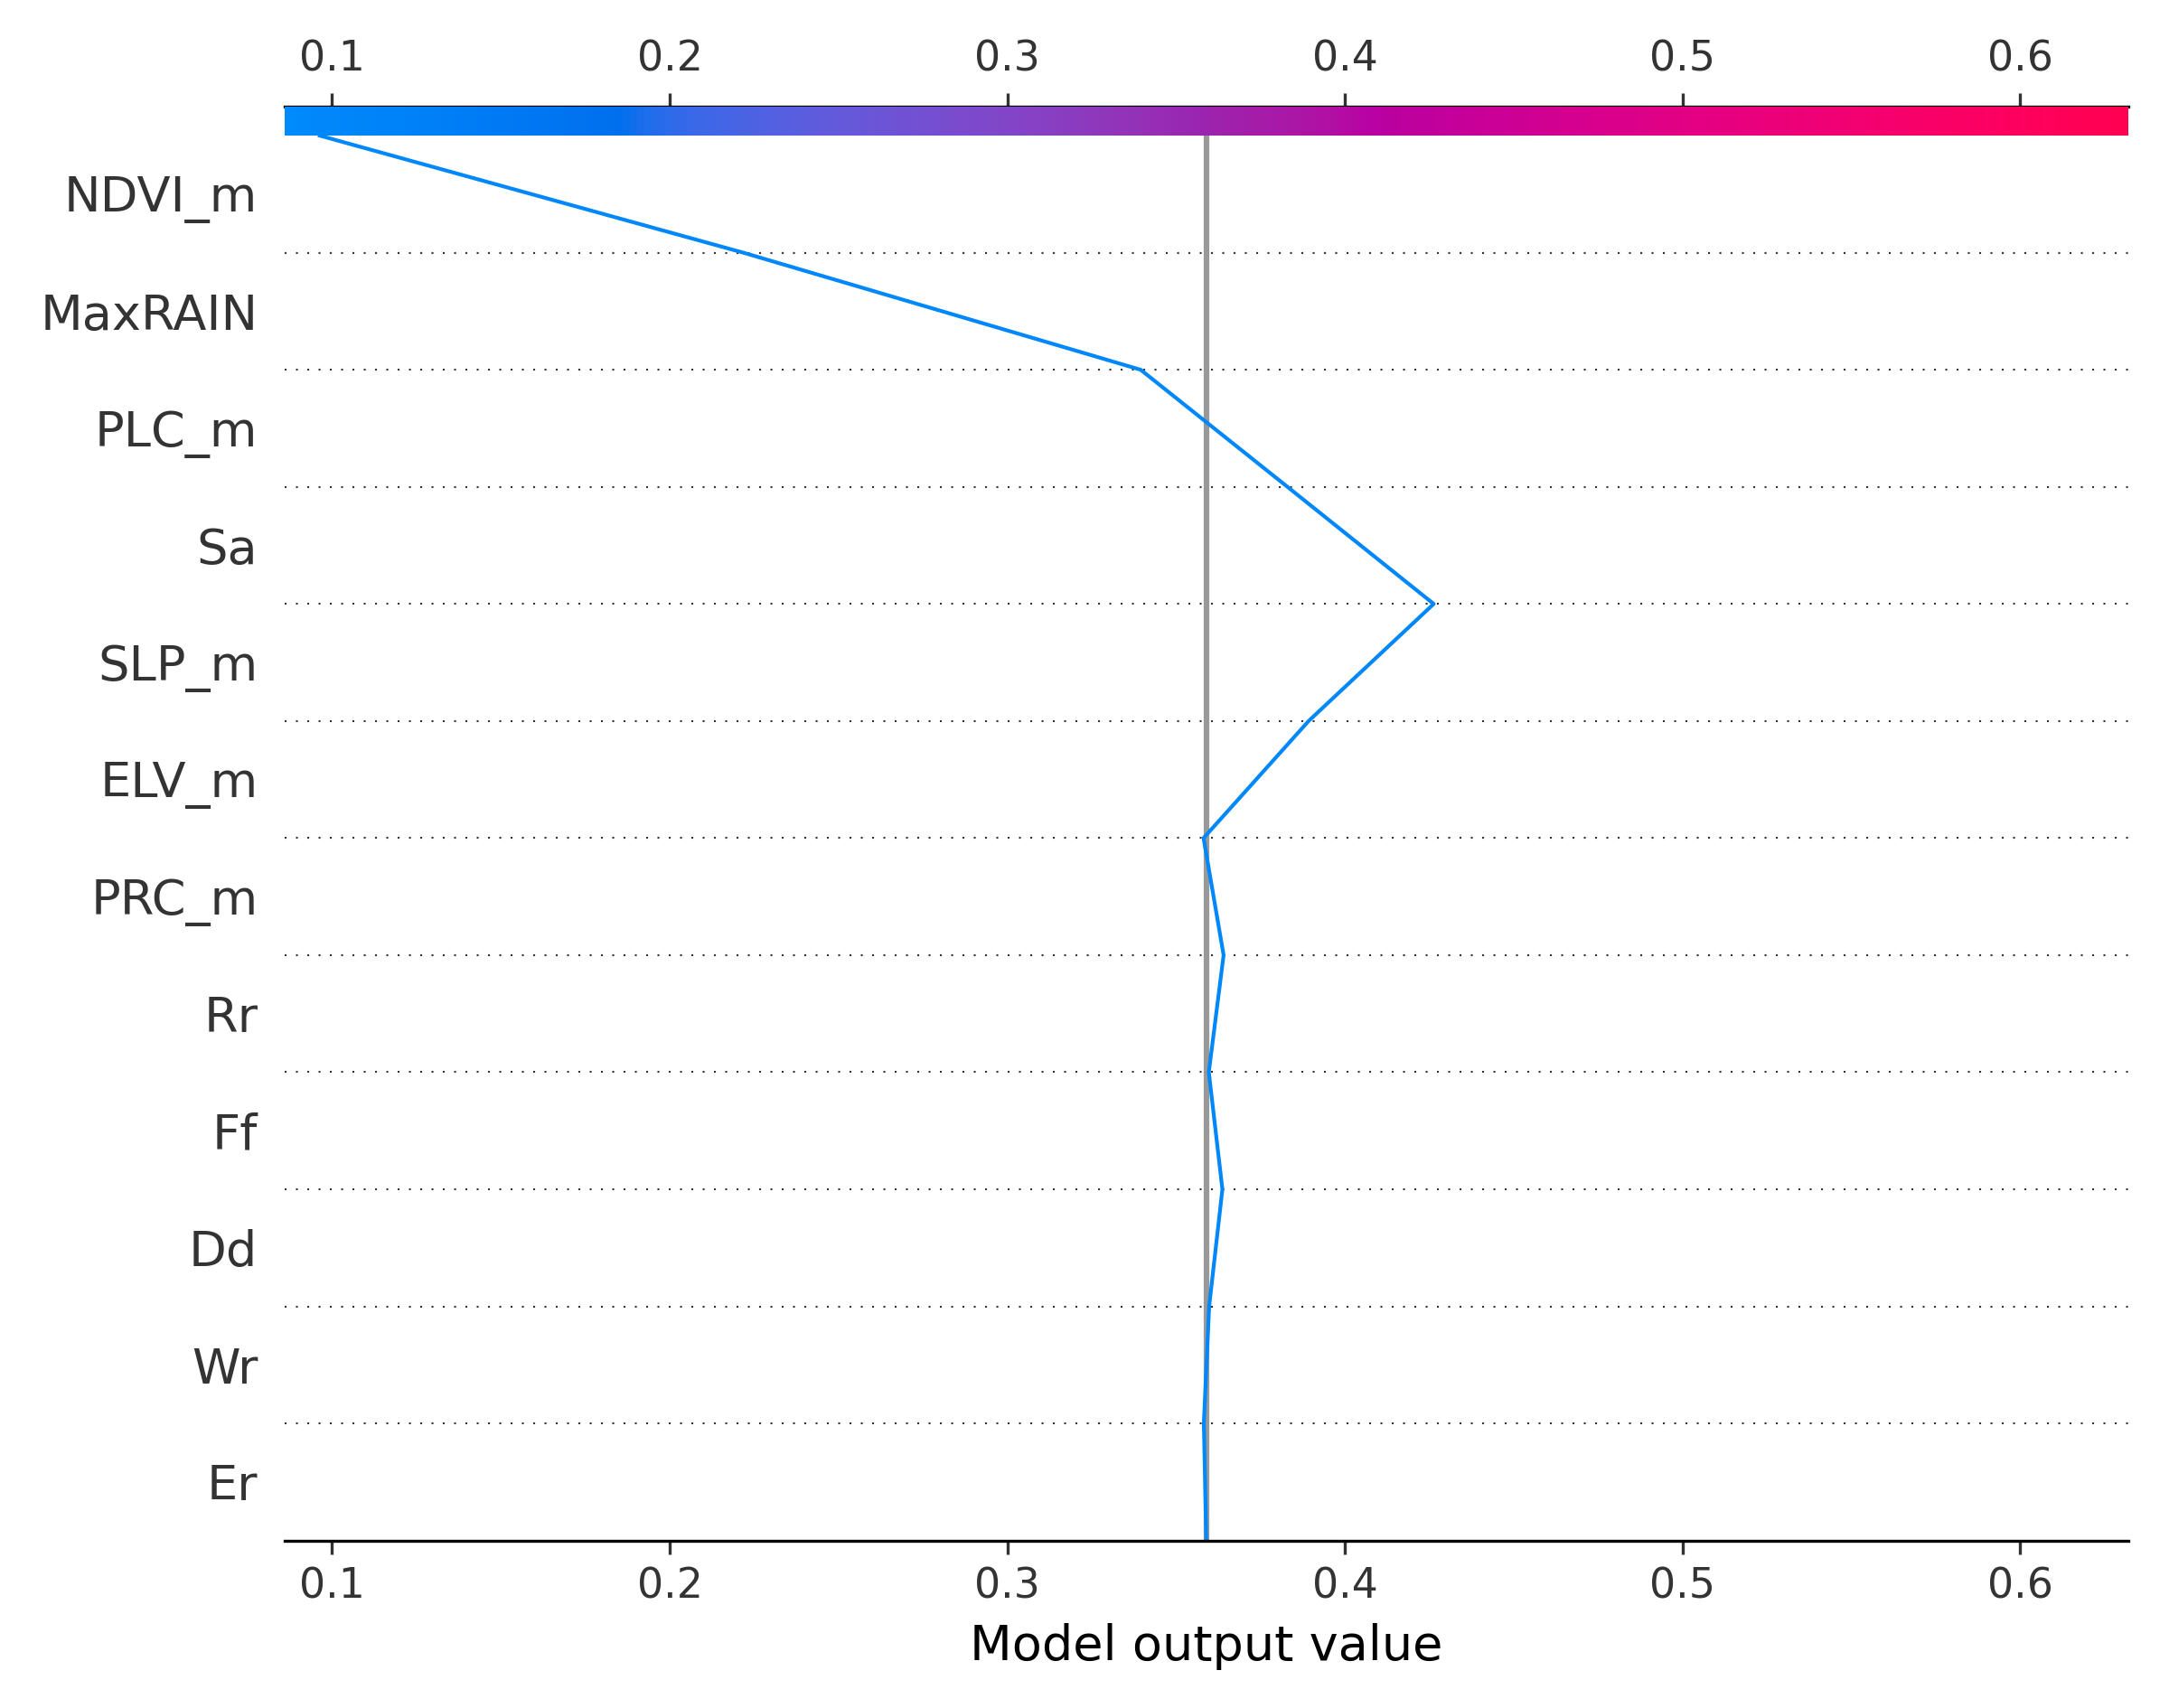 0.1 0.2 0.3 0.4 0.5 0.6
NDVI_m
MaxRAIN
PLC_m
Sa
SLP_m
ELV_m
PRC_m
Rr
Ff
Dd
Wr
Er
0.1 0.2 0.3 0.4 0.5 0.6
Model output value